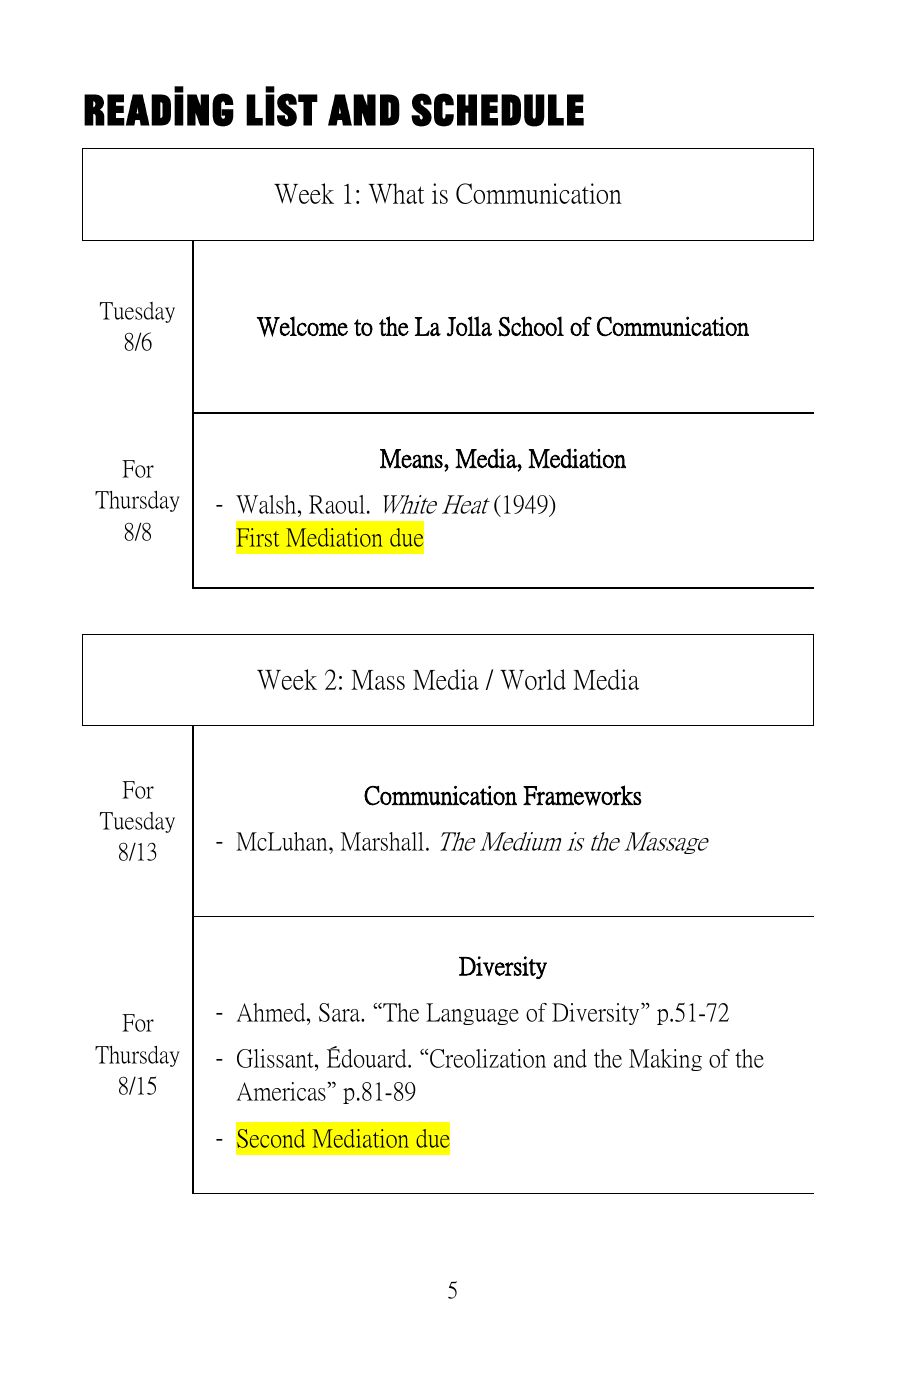 READiNG LiST AND SCHEDULE
Week 1: What is Communication
Tuesday
8/6
Welcome to the La Jolla School of Communication
For
Thursday
8/8
Means, Media, Mediation
- Walsh, Raoul. White Heat (1949)
First Mediation due
Week 2: Mass Media / World Media
For
Tuesday
8/13
Communication Frameworks
- McLuhan, Marshall. The Medium is the Massage
For
Thursday
8/15
Diversity
- Ahmed, Sara. “The Language of Diversity” p.51-72
- Glissant, Édouard. “Creolization and the Making of the
Americas” p.81-89
- Second Mediation due
5